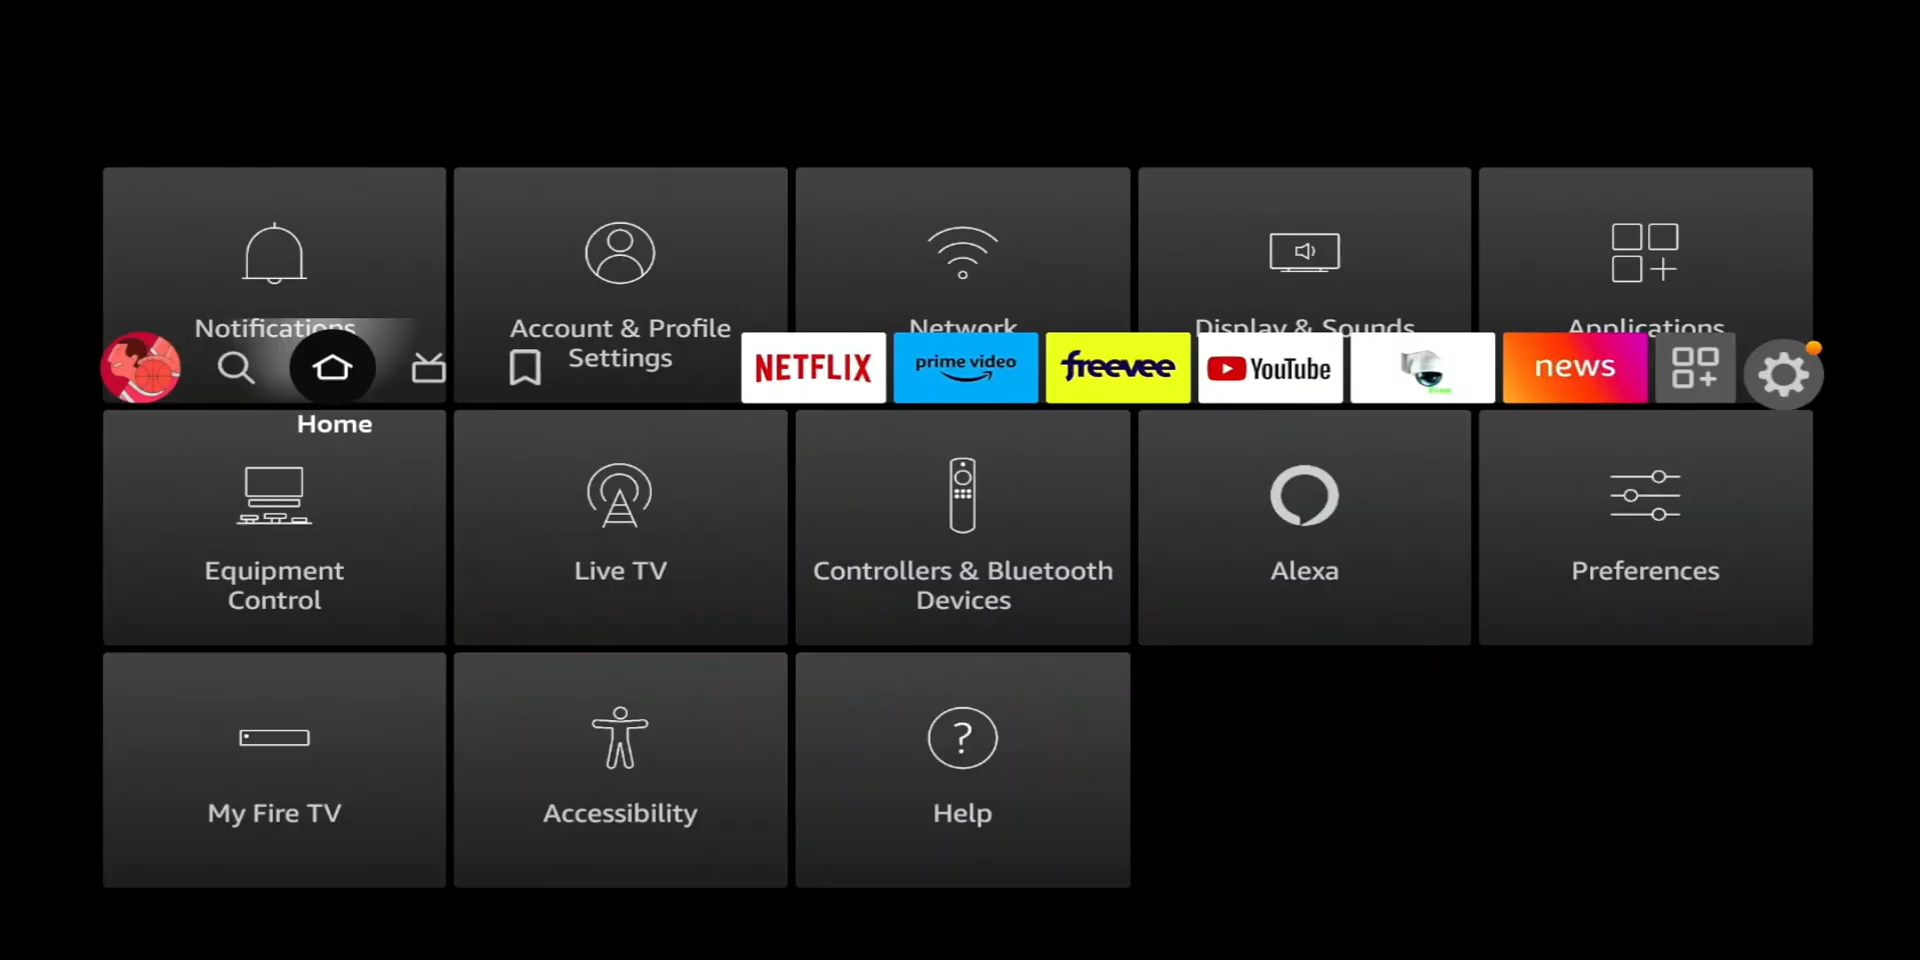 Notifications
Account & Profile
Settings
Network
Display & Sounds
Applications
NETFLIX
prime video
freevee
YouTube
news
Home
Equipment
Control
Live TV
Controllers & Bluetooth
Devices
Alexa
Preferences
My Fire TV
Accessibility
?
Help